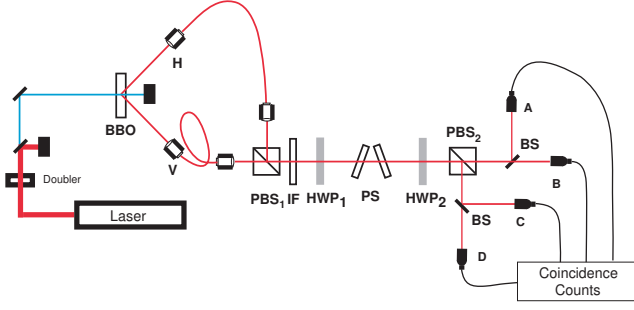 H
A
BBO
PBS2
BS
V
B
Doubler
PBS1 IF HWP1 PS HWP2
BS C
Laser
D
Coincidence
Counts